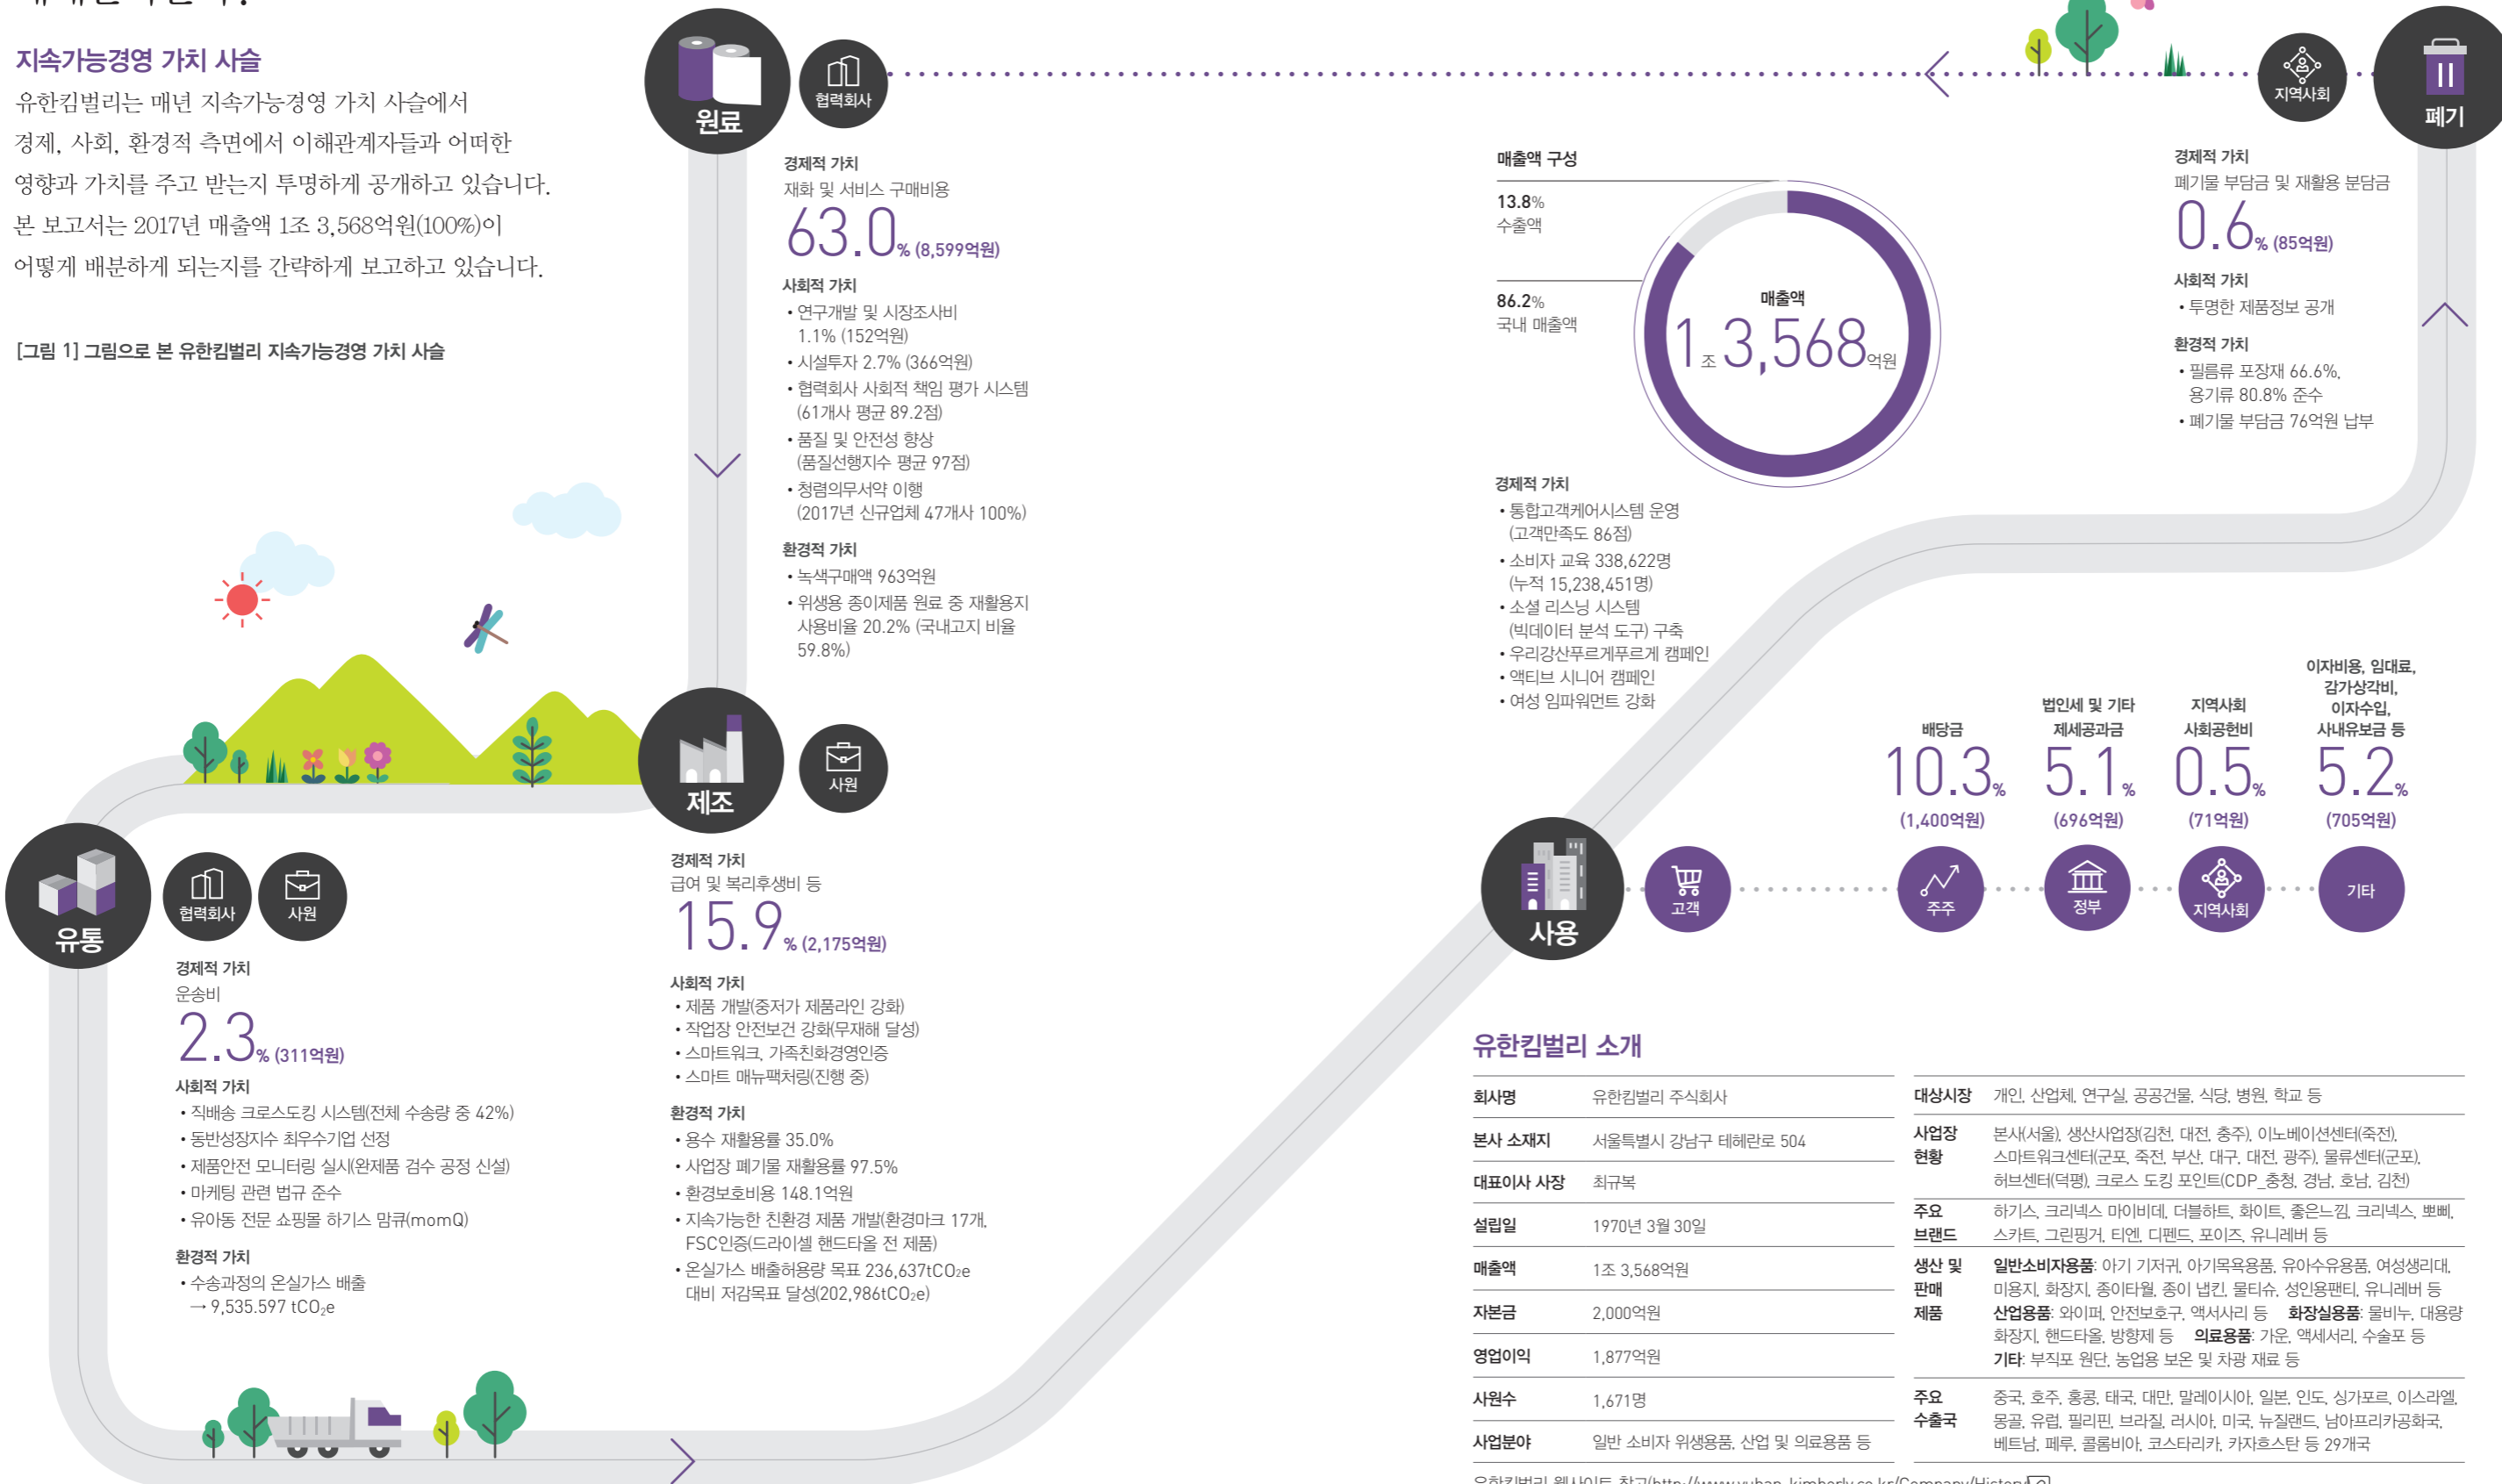 지속가능경영 가치 사슬
유한킴벌리는 매년 지속가능경영 가치 사슬에서
경제, 사회, 환경적 측면에서 이해관계자들과 어떠한
영향과 가치를 주고 받는지 투명하게 공개하고 있습니다.
본 보고서는 2017년 매출액 1조 3,568억원(100%)이
어떻게 배분하게 되는지를 간략하게 보고하고 있습니다.
[그림 1] 그림으로 본 유한킴벌리 지속가능경영 가치 사슬
원료
협력회사
경제적 가치
재화 및 서비스 구매비용
63.0% (8,599억원)
사회적 가치
• 연구개발 및 시장조사비
1.1% (152억원)
• 시설투자 2.7% (366억원)
• 협력회사 사회적 책임 평가 시스템
(61개사 평균 89.2점)
• 품질 및 안전성 향상
(품질선행지수 평균 97점)
• 청렴의무서약 이행
(2017년 신규업체 47개사 100%)
환경적 가치
• 녹색구매액 963억원
• 위생용 종이제품 원료 중 재활용지
사용비율 20.2% (국내고지 비율
59.8%)
제조
사원
경제적 가치
급여 및 복리후생비 등
15.9% (2,175억원)
사회적 가치
• 제품 개발(중저가 제품라인 강화)
• 작업장 안전보건 강화(무재해 달성)
• 스마트워크, 가족친화경영인증
• 스마트 매뉴팩처링(진행 중)
환경적 가치
• 용수 재활용률 35.0%
• 사업장 폐기물 재활용률 97.5%
• 환경보호비용 148.1억원
• 지속가능한 친환경 제품 개발(환경마크 17개,
FSC인증(드라이셀 핸드타올 전 제품)
• 온실가스 배출허용량 목표 236,637tCO₂e
대비 저감목표 달성(202,986tCO₂e)
유통
협력회사
사원
경제적 가치
운송비
2.3% (311억원)
사회적 가치
• 직배송 크로스도킹 시스템(전체 수송량 중 42%)
• 동반성장지수 최우수기업 선정
• 제품안전 모니터링 실시(완제품 검수 공정 신설)
• 마케팅 관련 법규 준수
• 유아동 전문 쇼핑몰 하기스 맘큐(momQ)
환경적 가치
• 수송과정의 온실가스 배출
→ 9,535.597 tCO₂e
매출액 구성
13.8%
수출액
86.2%
국내 매출액
매출액
1조 3,568억원
경제적 가치
• 통합고객케어시스템 운영
(고객만족도 86점)
• 소비자 교육 338,622명
(누적 15,238,451명)
• 소셜 리스닝 시스템
(빅데이터 분석 도구) 구축
• 우리강산푸르게푸르게 캠페인
• 액티브 시니어 캠페인
• 여성 임파워먼트 강화
사용
고객
배당금
10.3%
(1,400억원)
주주
법인세 및 기타
제세공과금
5.1%
(696억원)
정부
지역사회
사회공헌비
0.5%
(71억원)
지역사회
이자비용, 임대료,
감가상각비,
이자수입,
사내유보금 등
5.2%
(705억원)
기타
지역사회
폐기
경제적 가치
폐기물 부담금 및 재활용 분담금
0.6% (85억원)
사회적 가치
• 투명한 제품정보 공개
환경적 가치
• 필름류 포장재 66.6%,
용기류 80.8% 준수
• 폐기물 부담금 76억원 납부
유한킴벌리 소개
회사명 유한킴벌리 주식회사
본사 소재지 서울특별시 강남구 테헤란로 504
대표이사 사장 최규복
설립일 1970년 3월 30일
매출액 1조 3,568억원
자본금 2,000억원
영업이익 1,877억원
사원수 1,671명
사업분야 일반 소비자 위생용품, 산업 및 의료용품 등
대상시장 개인, 산업체, 연구실, 공공건물, 식당, 병원, 학교 등
사업장 본사(서울), 생산사업장(김천, 대전, 충주), 이노베이션센터(죽전),
현황 스마트워크센터(군포, 죽전, 부산, 대구, 대전, 광주), 물류센터(군포),
허브센터(덕평), 크로스 도킹 포인트(CDP_충청, 경남, 호남, 김천)
주요 하기스, 크리넥스 마이비데, 더블하트, 화이트, 좋은느낌, 크리넥스, 뽀삐,
브랜드 스카트, 그린핑거, 티엔, 디펜드, 포이즈, 유니레버 등
생산 및 일반소비자용품: 아기 기저귀, 아기목욕용품, 유아수유용품, 여성생리대,
판매 미용지, 화장지, 종이타월, 종이 냅킨, 물티슈, 성인용팬티, 유니레버 등
제품 산업용품: 와이퍼, 안전보호구, 액서사리 등 화장실용품: 물비누, 대용량
화장지, 핸드타올, 방향제 등 의료용품: 가운, 액세서리, 수술포 등
기타: 부직포 원단, 농업용 보온 및 차광 재료 등
주요 중국, 호주, 홍콩, 태국, 대만, 말레이시아, 일본, 인도, 싱가포르, 이스라엘,
수출국 몽골, 유럽, 필리핀, 브라질, 러시아, 미국, 뉴질랜드, 남아프리카공화국,
베트남, 페루, 콜롬비아, 코스타리카, 카자흐스탄 등 29개국
유한킴벌리 웹사이트 참고(http://www.yuhan-kimberly.co.kr/Company/History